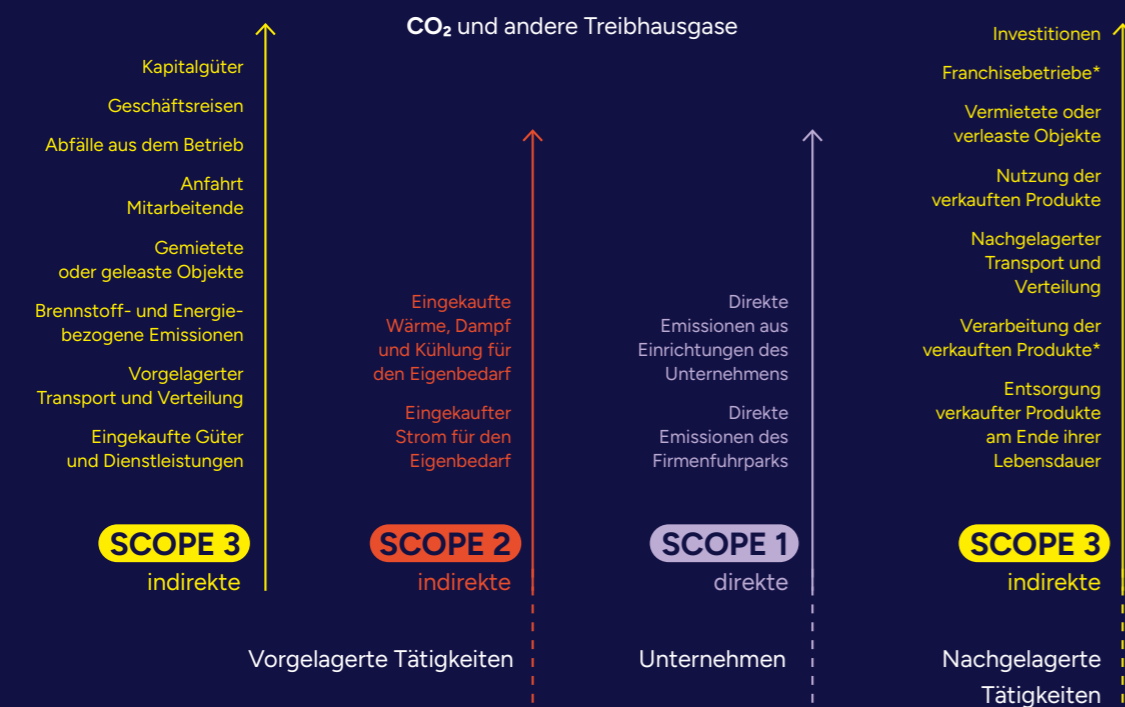 CO₂ und andere Treibhausgase
Kapitalgüter
Geschäftsreisen
Abfälle aus dem Betrieb
Anfahrt
Mitarbeitende
Gemietete
oder geleaste Objekte
Brennstoff- und Energie-
bezogene Emissionen
Vorgelagerter
Transport und Verteilung
Eingekaufte Güter
und Dienstleistungen
SCOPE 3
indirekte
Eingekaufte
Wärme, Dampf
und Kühlung für
den Eigenbedarf
Eingekaufter
Strom für den
Eigenbedarf
SCOPE 2
indirekte
Vorgelagerte Tätigkeiten
Direkte
Emissionen aus
Einrichtungen des
Unternehmens
Direkte
Emissionen des
Firmenfuhrparks
SCOPE 1
direkte
Unternehmen
Investitionen
Franchisebetriebe*
Vermietete oder
verleaste Objekte
Nutzung der
verkauften Produkte
Nachgelagerter
Transport und
Verteilung
Verarbeitung der
verkauften Produkte*
Entsorgung
verkaufter Produkte
am Ende ihrer
Lebensdauer
SCOPE 3
indirekte
Nachgelagerte
Tätigkeiten